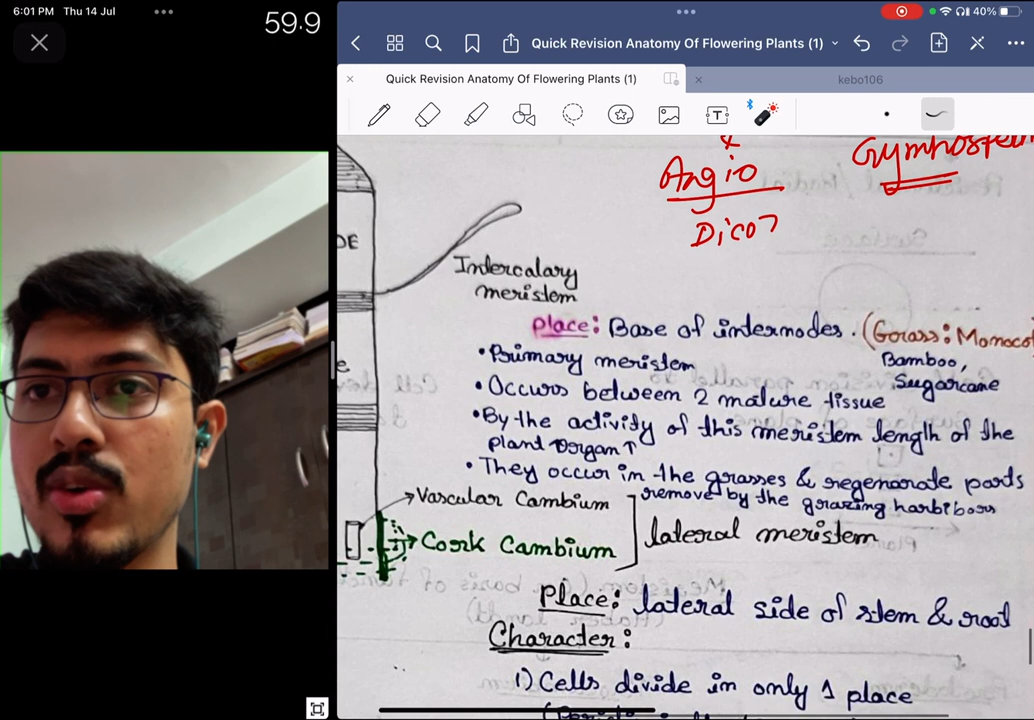 6:01 PM Thu 14 Jul
59.9
40%
Quick Revision Anatomy Of Flowering Plants (1)
Quick Revision Anatomy Of Flowering Plants (1)
kebo106
T
&
Angio
Dicot
DE
e
Intercalary
meristem
Place: Base of internodes. (Grass: Monocot
Bamboo,
Sugarcane
• Primary meristem
• Occurs between 2 mature tissue
• By the activity of this meristem length of the
plant organ ↑
• They occur in the grasses & regenarate parts
remove by the grazing harbibors
→ Vascular Cambium
→ Cork Cambium
lateral meristem
Place: lateral side of stem & root
Character:
1) Cells divide in only 1 place